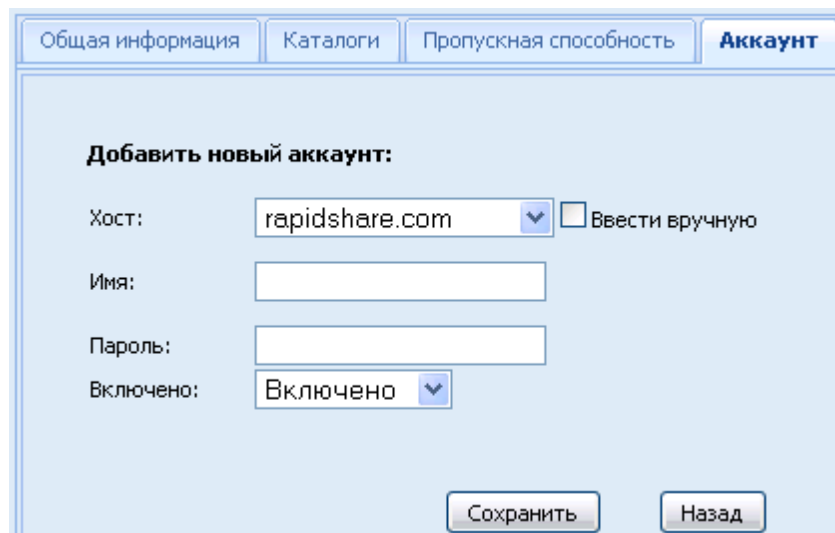 Общая информация Каталоги Пропускная способность Аккаунт
Добавить новый аккаунт:
Хост: rapidshare.com Ввести вручную
Имя:
Пароль:
Включено: Включено
Сохранить Назад